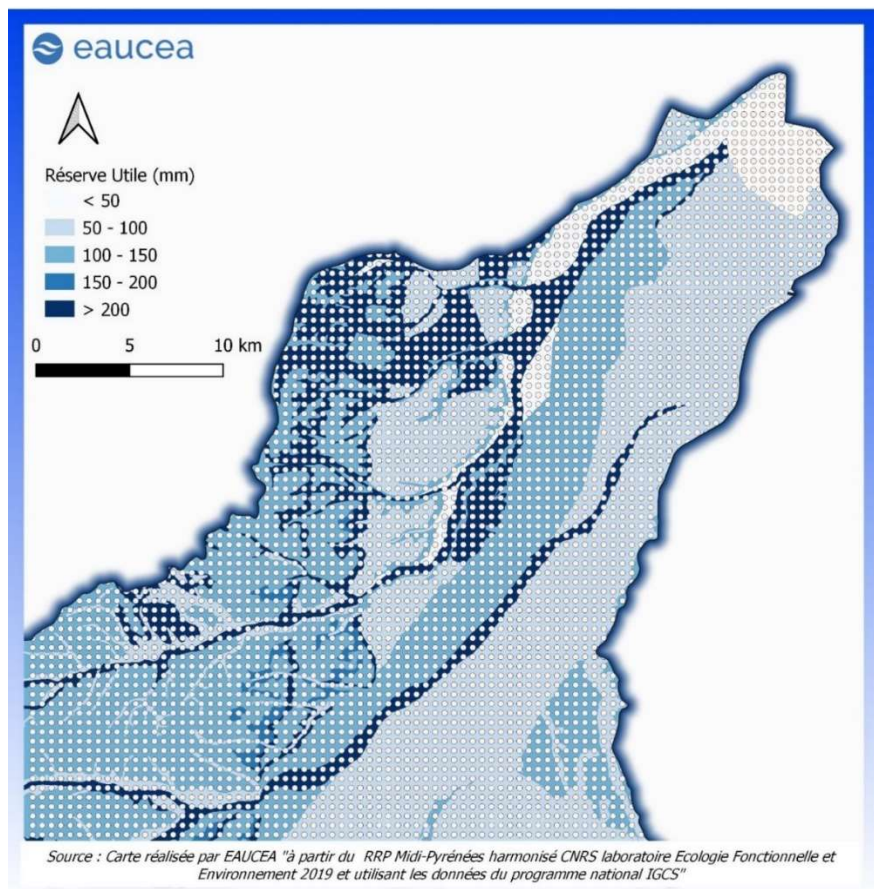 eaucea
Réserve Utile (mm)
< 50
50 - 100
100 - 150
150 - 200
> 200
0 5 10 km
Source : Carte réalisée par EAUCEA "à partir du RRP Midi-Pyrénées harmonisé CNRS laboratoire Ecologie Fonctionnelle et
Environnement 2019 et utilisant les données du programme national IGCS"